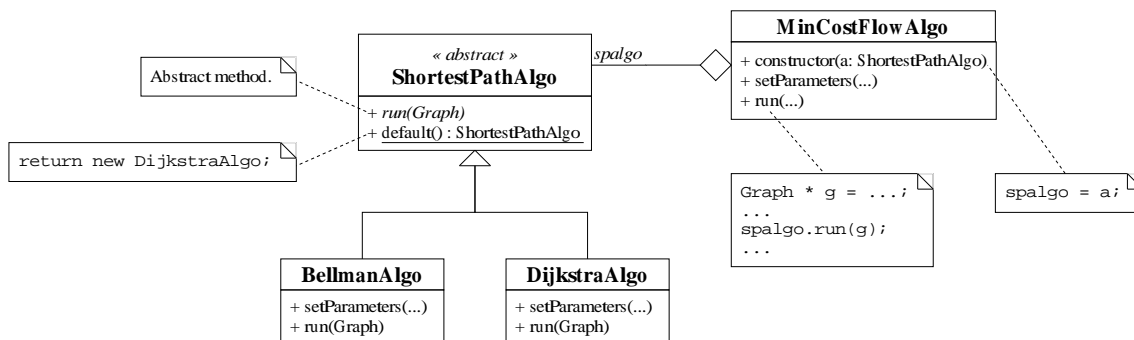 MinCostFlowAlgo
+ constructor(a: ShortestPathAlgo)
+ setParameters(...)
+ run(...)
« abstract »
ShortestPathAlgo
+ run(Graph)
+ default() : ShortestPathAlgo
spalgo
Abstract method.
return new DijkstraAlgo;
Graph * g = ...;
...
spalgo.run(g);
...
spalgo = a;
BellmanAlgo
+ setParameters(...)
+ run(Graph)
DijkstraAlgo
+ setParameters(...)
+ run(Graph)